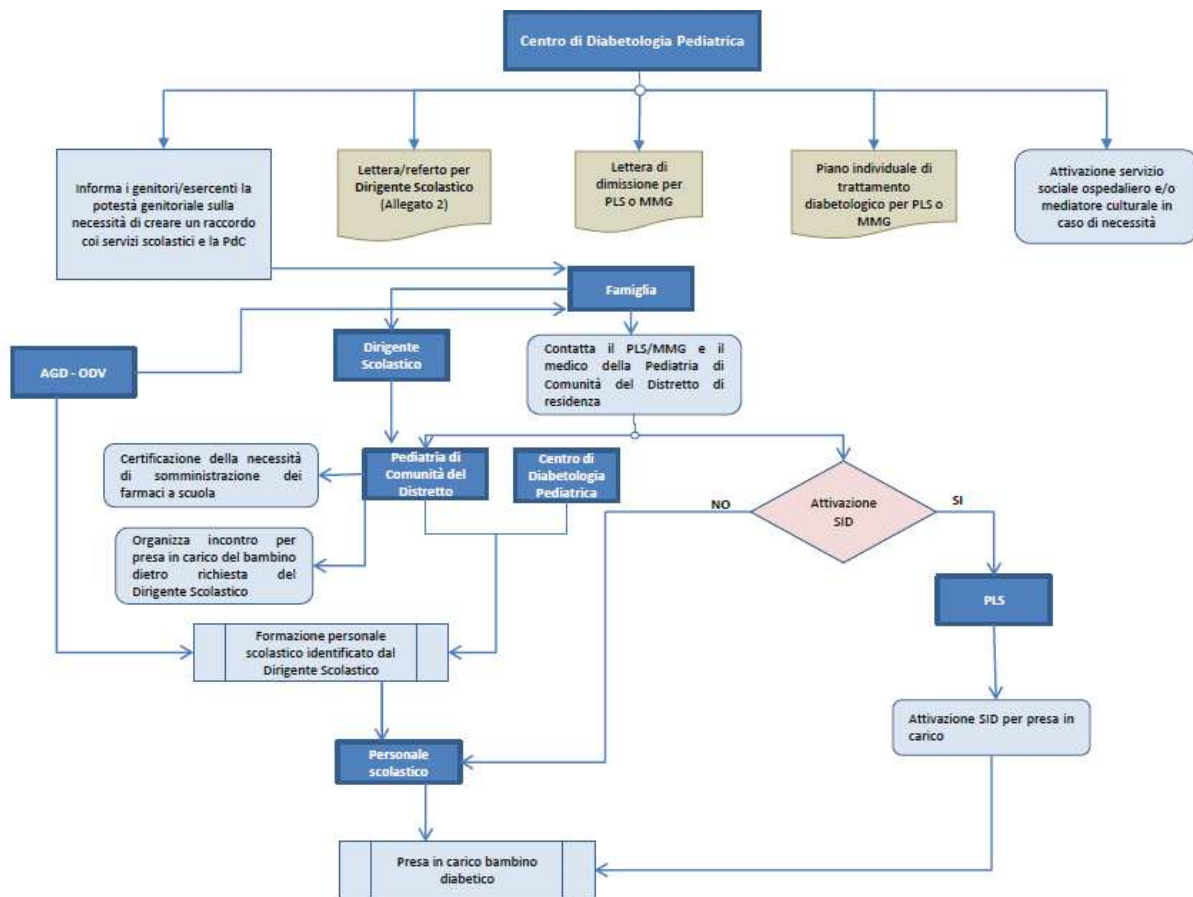 Centro di Diabetologia Pediatrica
Informa i genitori/esercenti la
potestà genitoriale sulla
necessità di creare un raccordo
coi servizi scolastici e la PdC
Lettera/referto per
Dirigente Scolastico
(Allegato 2)
Lettera di
dimissione per
PLS o MMG
Piano individuale di
trattamento
diabetologico per PLS o
MMG
Attivazione servizio
sociale ospedaliero e/o
mediatore culturale in
caso di necessità
Famiglia
AGD - ODV
Dirigente
Scolastico
Contatta il PLS/MMG e il
medico della Pediatria di
Comunità del Distretto di
residenza
Certificazione della necessità
di somministrazione dei
farmaci a scuola
Pediatria di
Comunità del
Distretto
Centro di
Diabetologia
Pediatrica
NO
Attivazione
SID
SI
Organizza incontro per
presa in carico del bambino
dietro richiesta del
Dirigente Scolastico
PLS
Formazione personale
scolastico identificato dal
Dirigente Scolastico
Attivazione SID per presa in
carico
Personale
scolastico
Presa in carico bambino
diabetico